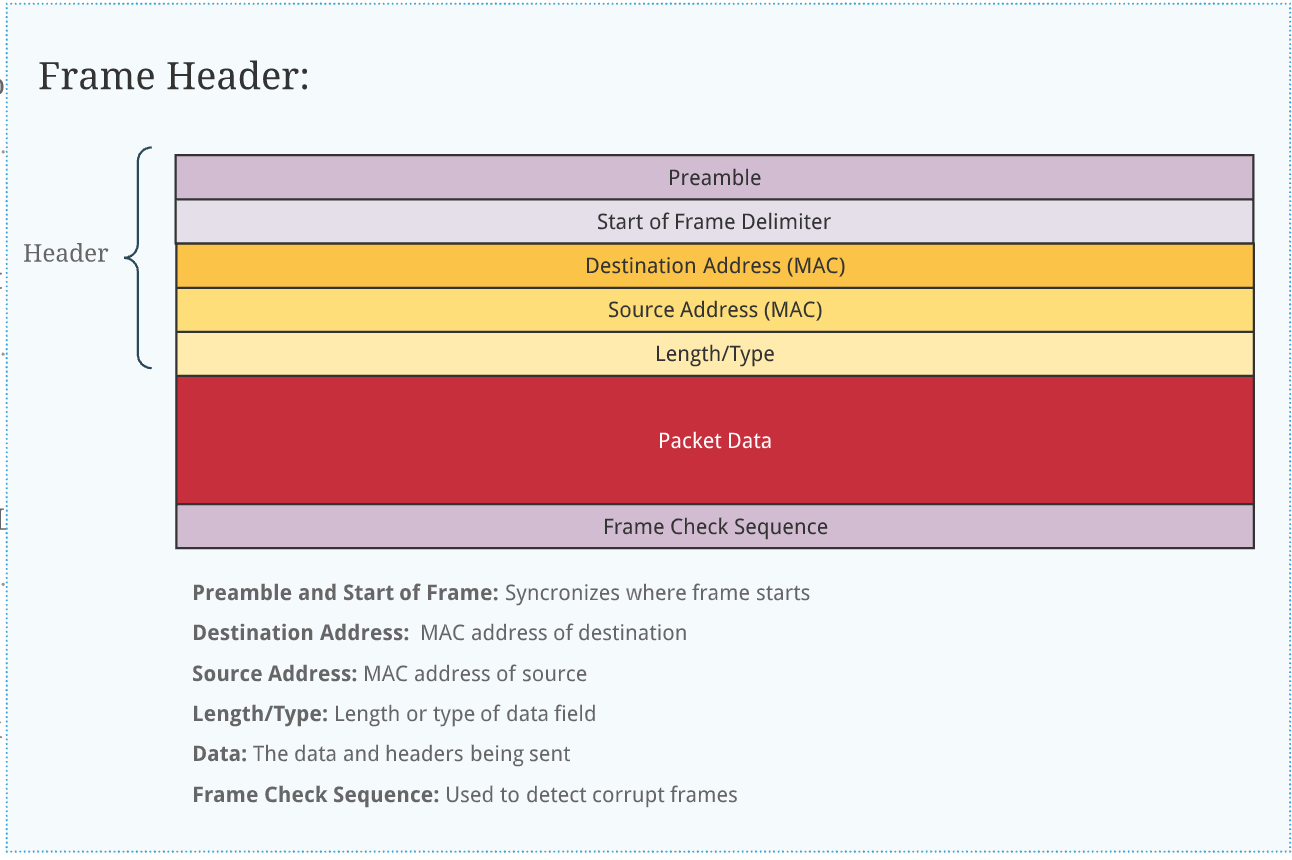 Frame Header:
Preamble
Start of Frame Delimiter
Header
Destination Address (MAC)
Source Address (MAC)
Length/Type
Packet Data
Frame Check Sequence
Preamble and Start of Frame: Syncronizes where frame starts
Destination Address: MAC address of destination
Source Address: MAC address of source
Length/Type: Length or type of data field
Data: The data and headers being sent
Frame Check Sequence: Used to detect corrupt frames